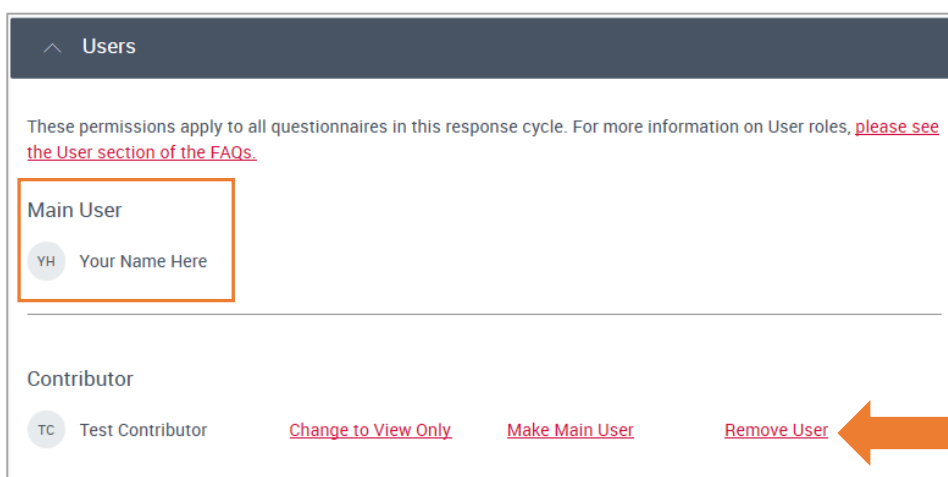 Users
These permissions apply to all questionnaires in this response cycle. For more information on User roles, please see
the User section of the FAQs.
Main User
YH Your Name Here
Contributor
TC Test Contributor Change to View Only Make Main User Remove User